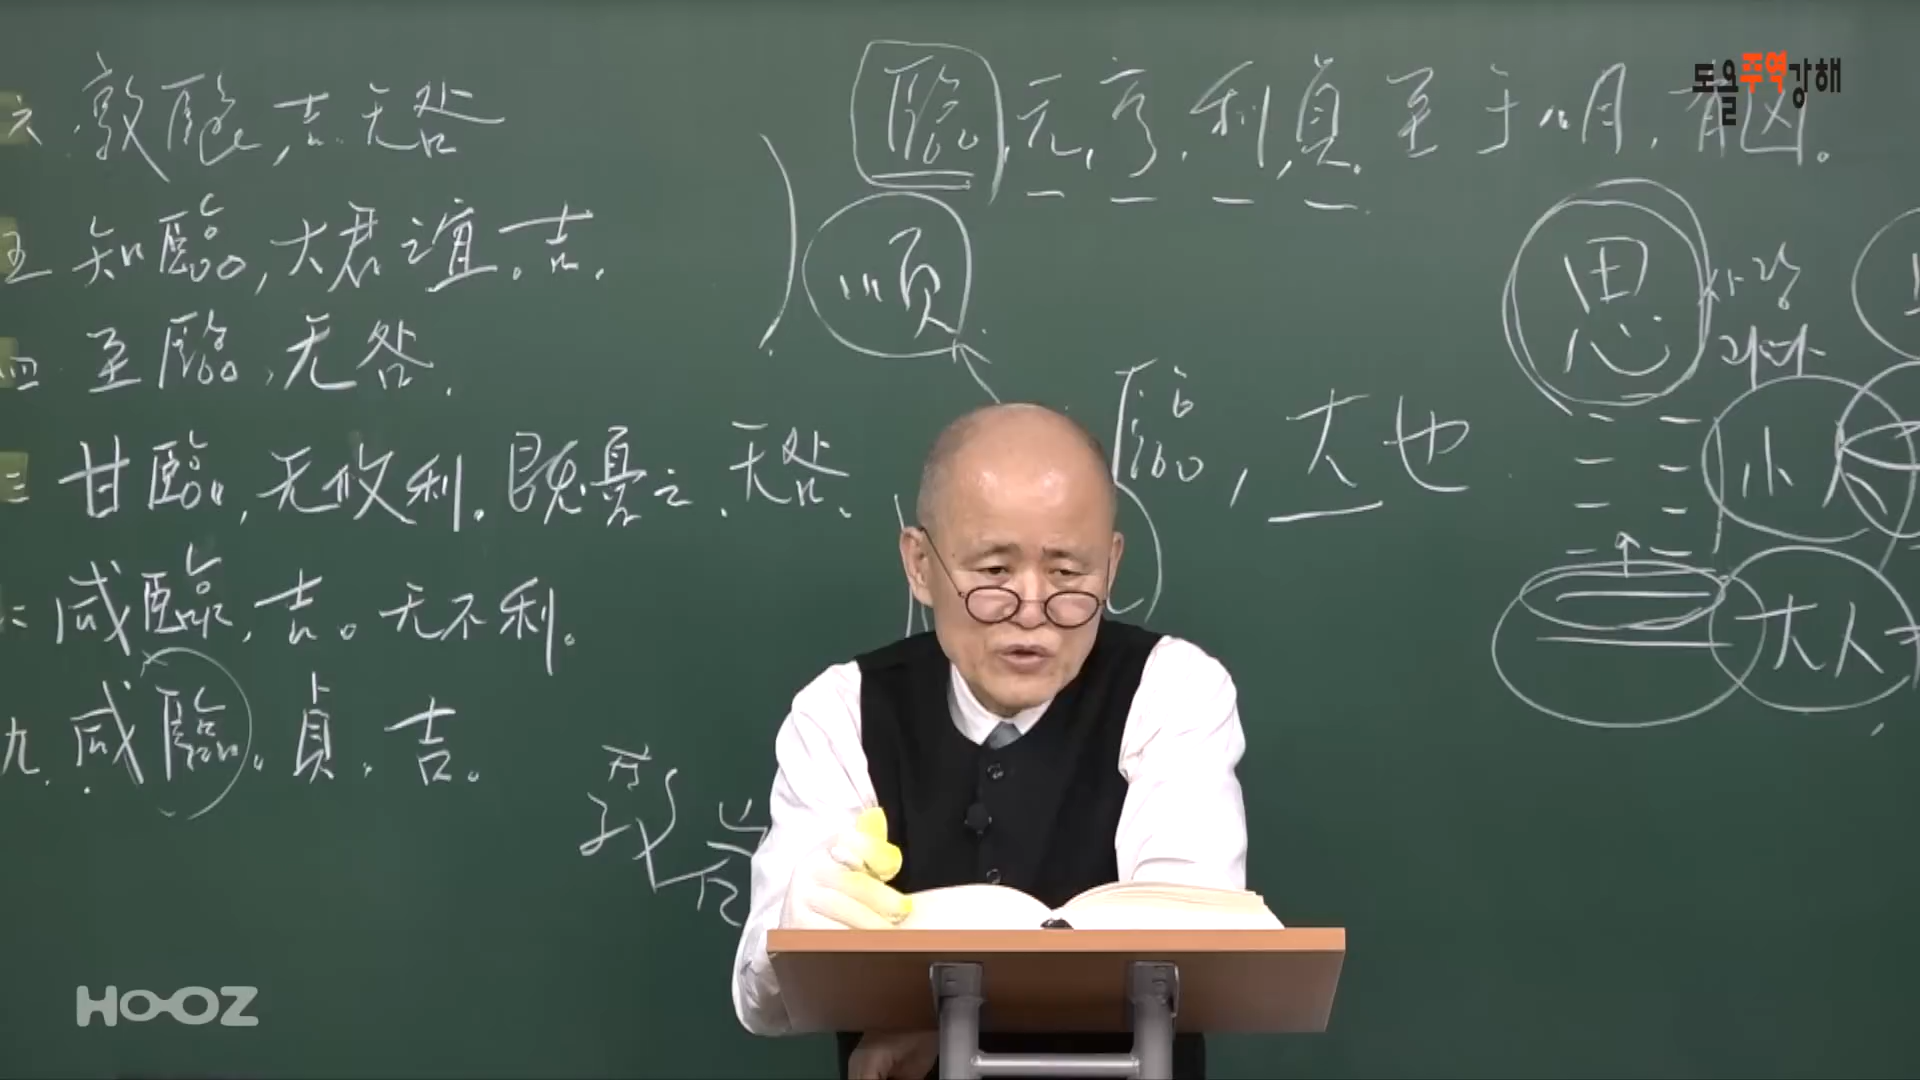 六. 敦臨, 吉. 无咎
五 知臨, 大君之宜. 吉.
四 至臨, 无咎.
三 甘臨, 无攸利. 既憂之, 无咎.
二 咸臨, 吉. 无不利.
九. 咸臨. 貞. 吉.
臨, 元, 亨, 利, 貞. 至于八月. 有凶.
도올주역강해
順
臨, 大也
思
사랑
小人
大人
HOOZ